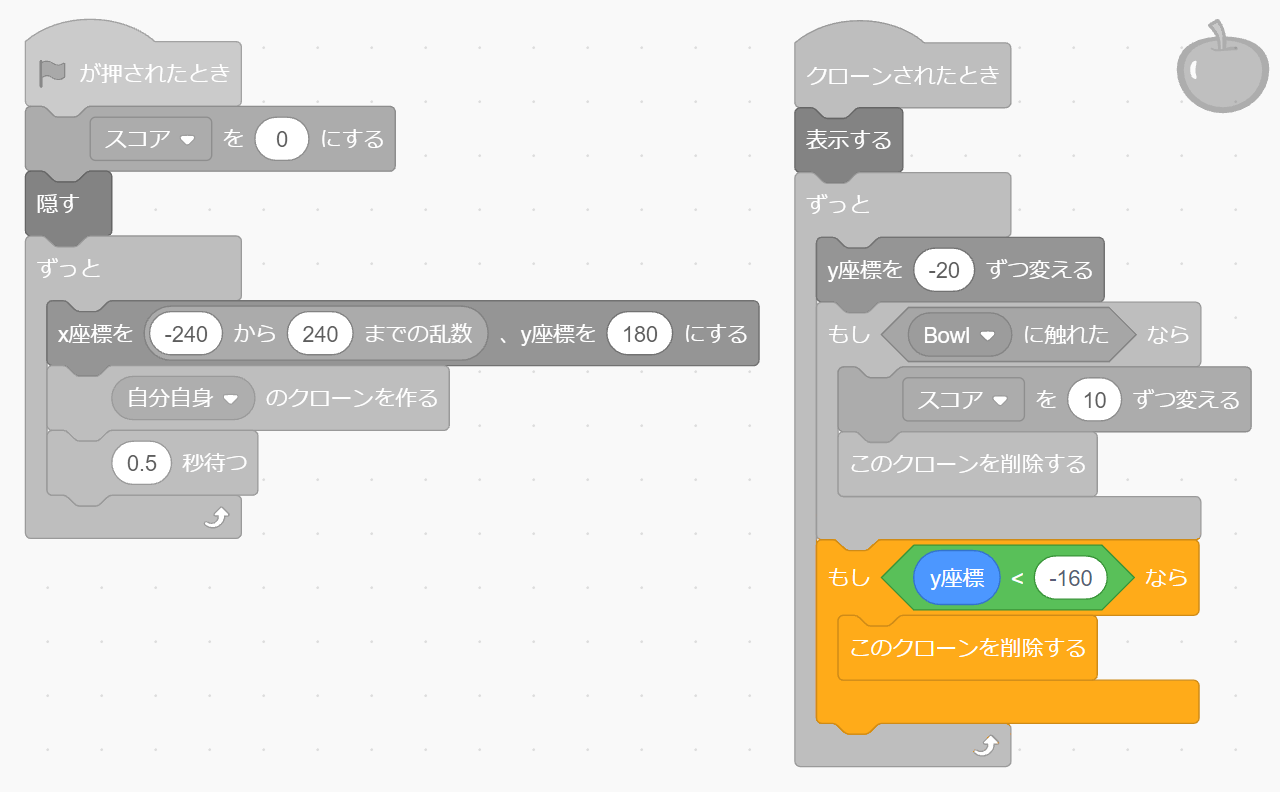 が押されたとき
スコア を 0 にする
隠す
ずっと
x座標を -240 から 240 までの乱数 、y座標を 180 にする
自分自身 のクローンを作る
0.5 秒待つ
クローンされたとき
表示する
ずっと
y座標を -20 ずつ変える
もし Bowl に触れた なら
スコア を 10 ずつ変える
このクローンを削除する
もし y座標 < -160 なら
このクローンを削除する